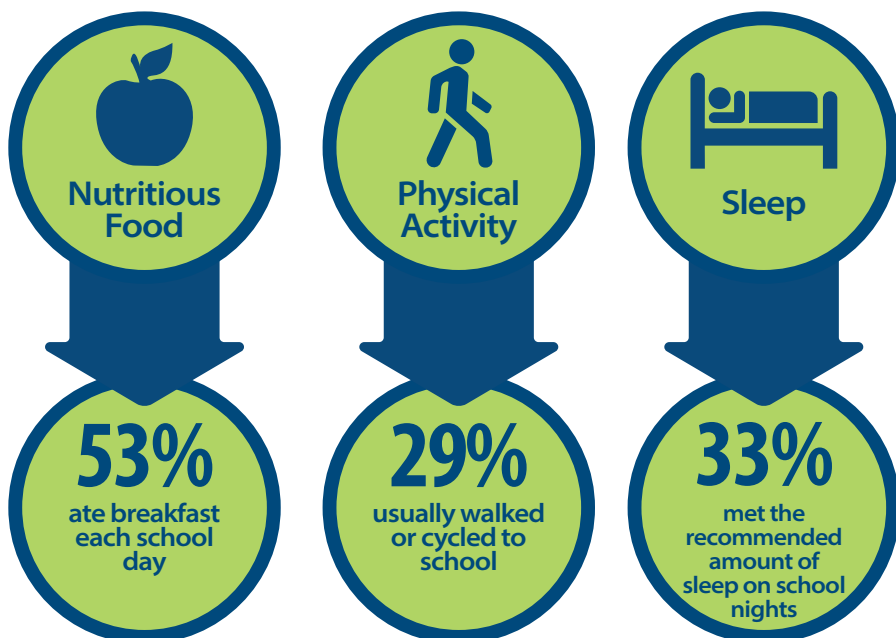 Nutritious
Food
53%
ate breakfast
each school
day
Physical
Activity
29%
usually walked
or cycled to
school
Sleep
33%
met the
recommended
amount of
sleep on school
nights